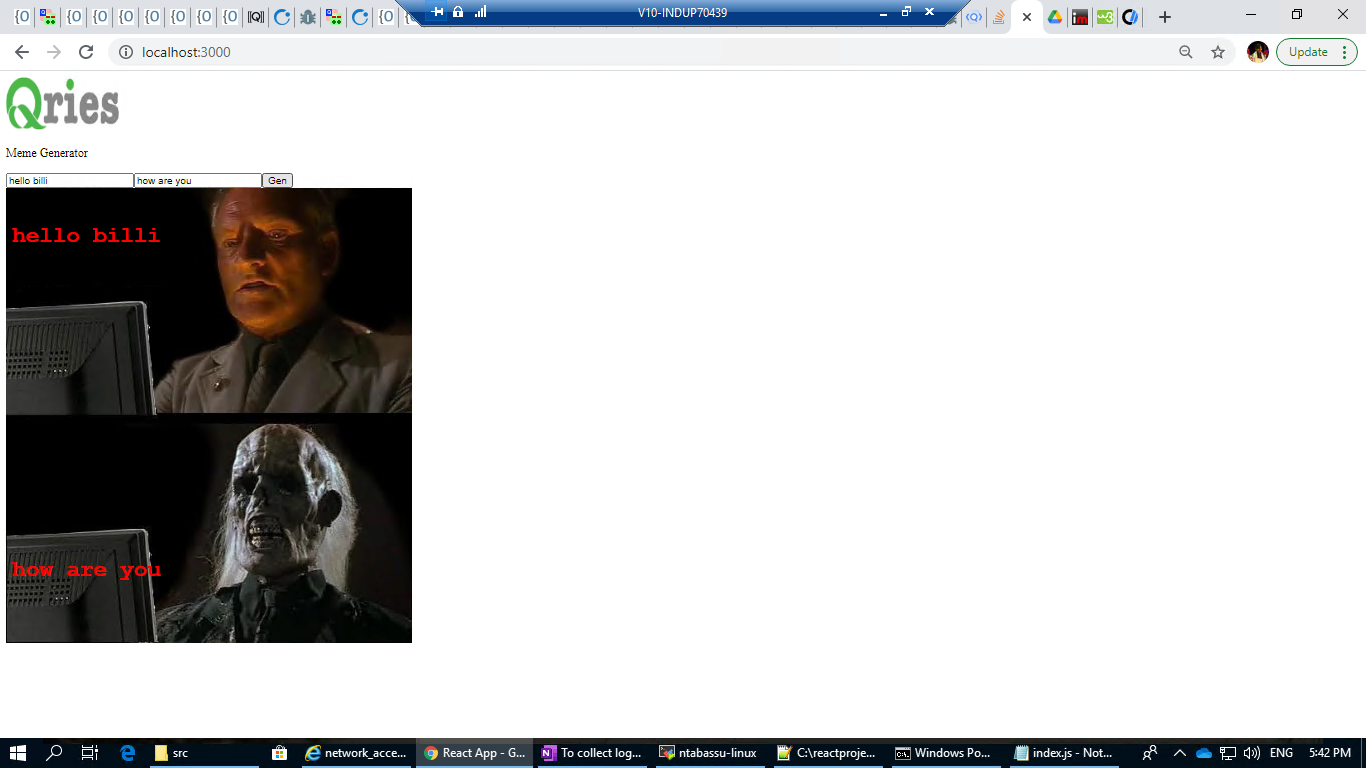 {O {O {O {O {O {O {O {O [Q] {O {O {O V10-INDUP70439 im w3
localhost:3000 Update
Qries
Meme Generator
hello billi how are you Gen
hello billi
how are you
src network_acce... React App - G... To collect log... ntabassu-linux C:\reactproje... Windows Po... index.js - Not... ENG 5:42 PM